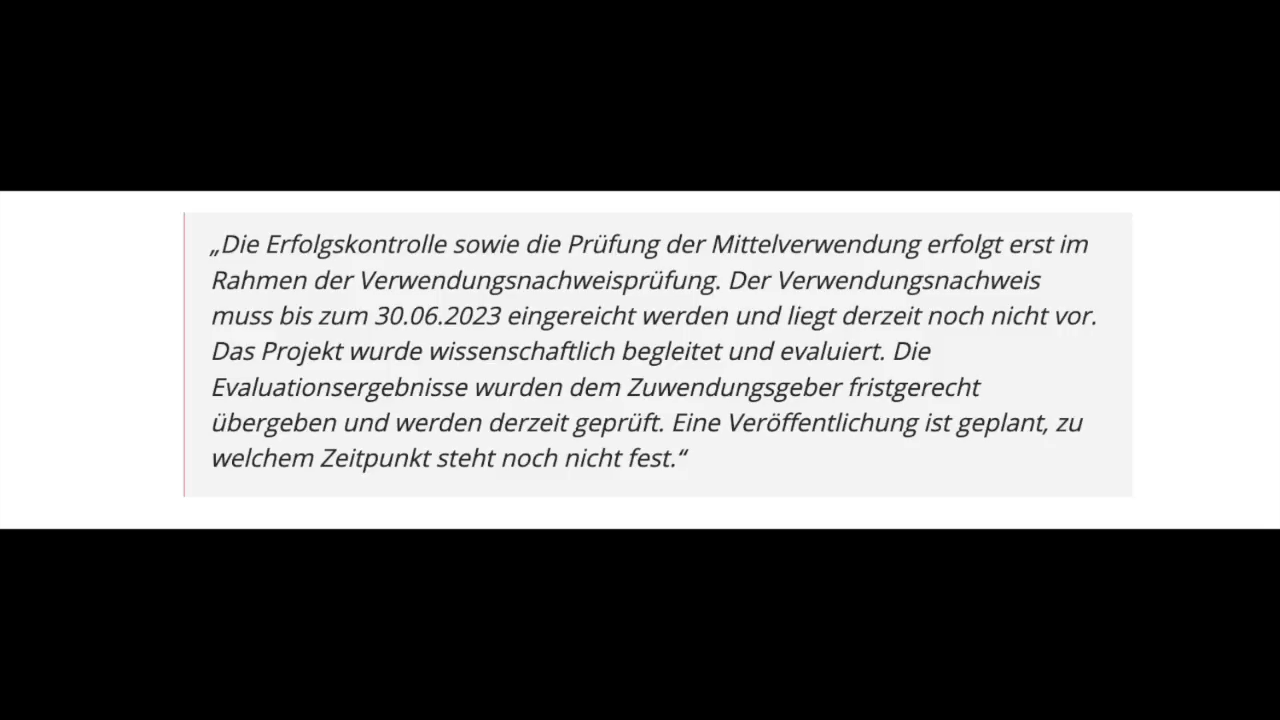 „Die Erfolgskontrolle sowie die Prüfung der Mittelverwendung erfolgt erst im
Rahmen der Verwendungsnachweisprüfung. Der Verwendungsnachweis
muss bis zum 30.06.2023 eingereicht werden und liegt derzeit noch nicht vor.
Das Projekt wurde wissenschaftlich begleitet und evaluiert. Die
Evaluationsergebnisse wurden dem Zuwendungsgeber fristgerecht
übergeben und werden derzeit geprüft. Eine Veröffentlichung ist geplant, zu
welchem Zeitpunkt steht noch nicht fest.“